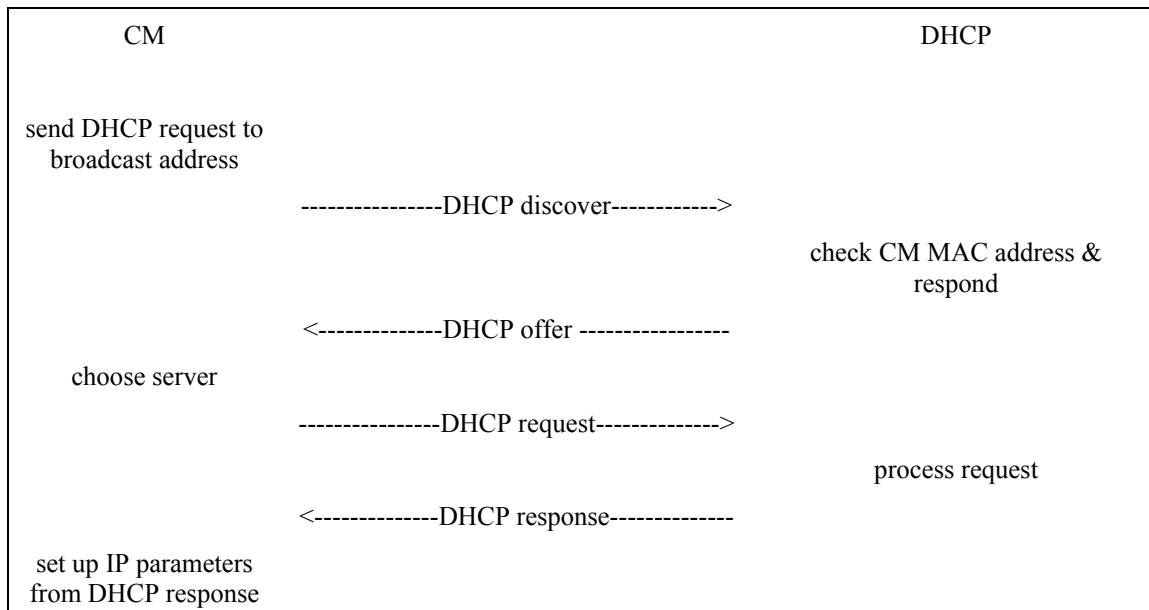 CM DHCP
send DHCP request to
broadcast address
----------------DHCP discover------------>
check CM MAC address &
respond
<--------------DHCP offer -----------------
choose server
----------------DHCP request-------------->
process request
<--------------DHCP response--------------
set up IP parameters
from DHCP response